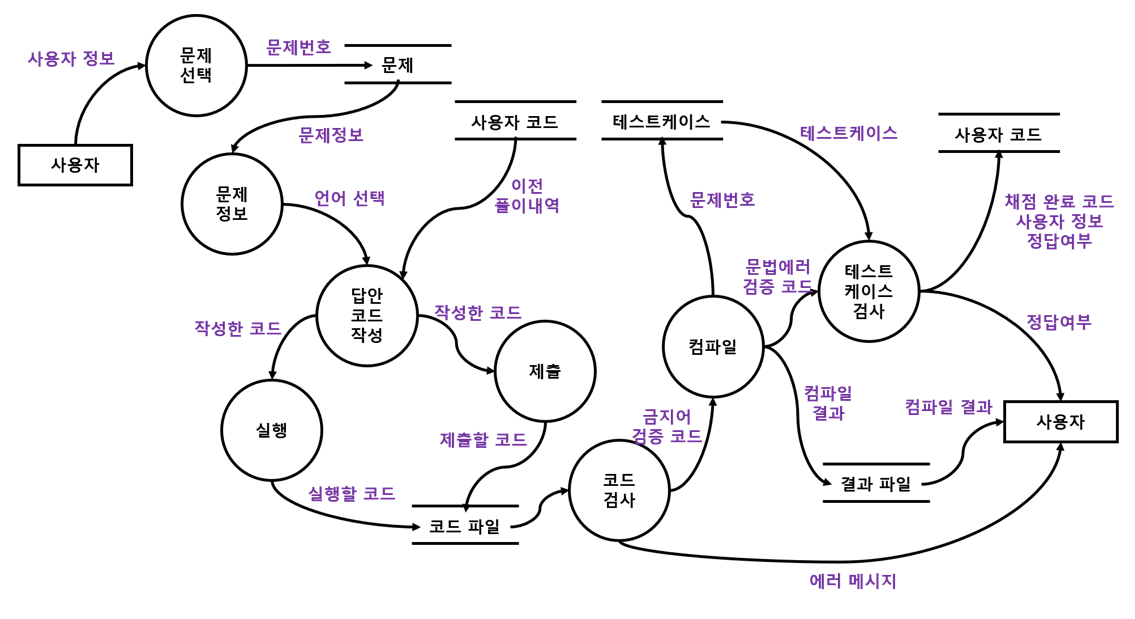 사용자 정보
문제
선택
문제번호
문제
사용자
문제정보
문제
정보
언어 선택
사용자 코드
이전
풀이내역
답안
코드
작성
작성한 코드
작성한 코드
실행
제출
제출할 코드
실행할 코드
코드 파일
코드
검사
금지어
검증 코드
컴파일
문제번호
테스트케이스
테스트케이스
문법에러
검증 코드
테스트
케이스
검사
사용자 코드
채점 완료 코드
사용자 정보
정답여부
정답여부
컴파일
결과
결과 파일
컴파일 결과
사용자
에러 메시지